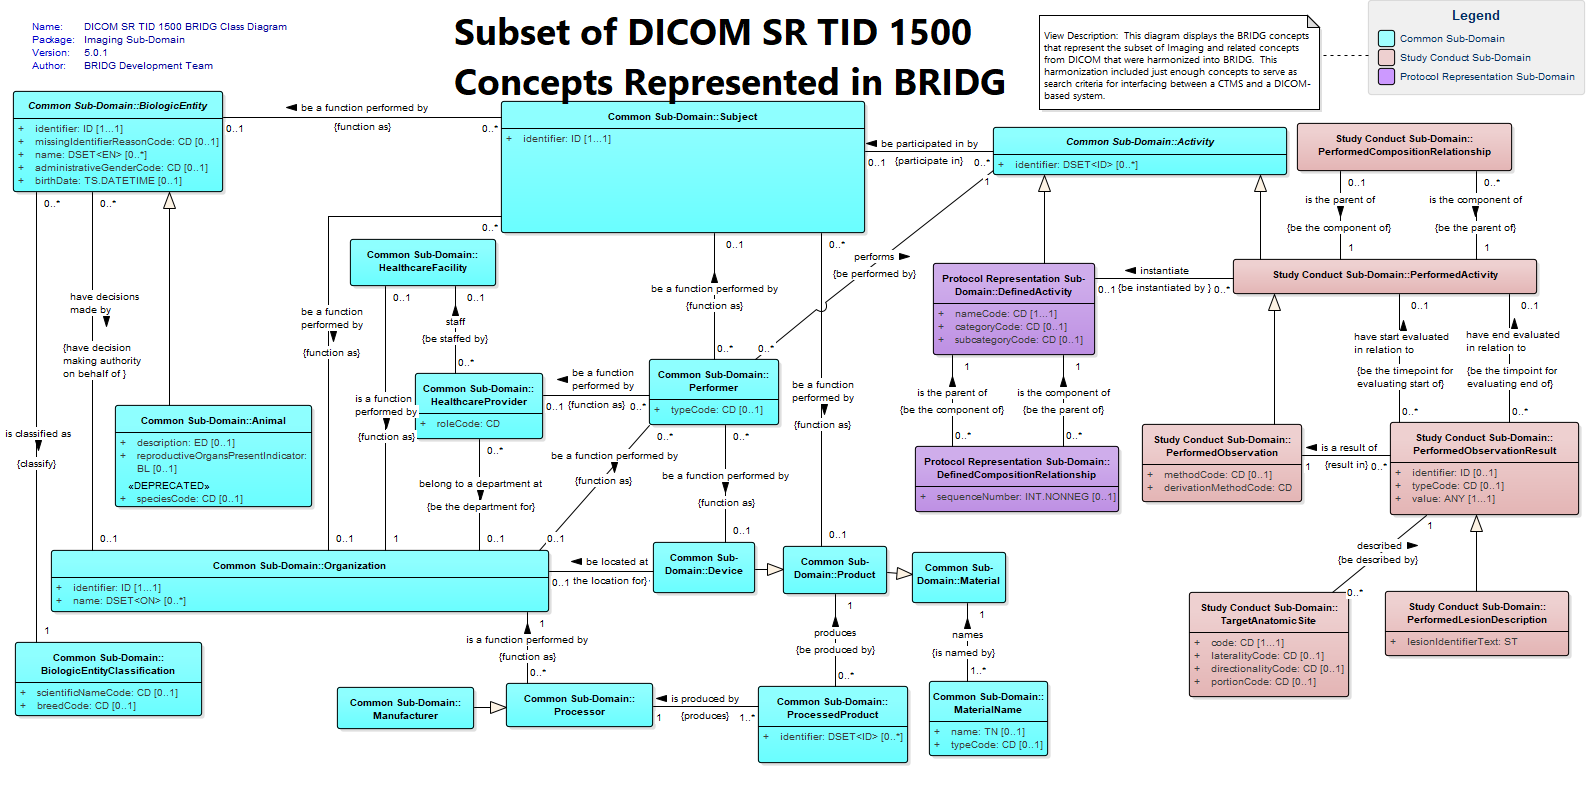 Name: DICOM SR TID 1500 BRIDG Class Diagram
Package: Imaging Sub-Domain
Version: 5.0.1
Author: BRIDG Development Team
Subset of DICOM SR TID 1500
Concepts Represented in BRIDG
View Description: This diagram displays the BRIDG concepts
that represent the subset of Imaging and related concepts
from DICOM that were harmonized into BRIDG. This
harmonization included just enough concepts to serve as
search criteria for interfacing between a CTMS and a DICOM-
based system.
Legend
Common Sub-Domain
Study Conduct Sub-Domain
Protocol Representation Sub-Domain
Common Sub-Domain::BiologicEntity
+ identifier: ID [1...1]
+ missingIdentifierReasonCode: CD [0..1]
+ name: DSET<EN> [0..*]
+ administrativeGenderCode: CD [0..1]
+ birthDate: TS.DATETIME [0..1]
be a function performed by
0..1
{function as}
0..*
Common Sub-Domain::Subject
+ identifier: ID [1...1]
be participated in by
0..1
{participate in}
0..*
Common Sub-Domain::Activity
+ identifier: DSET<ID> [0..*]
1
Study Conduct Sub-Domain::
PerformedCompositionRelationship
0..1
is the parent of
{be the component of}
1
0..*
is the component of
{be the parent of}
1
Study Conduct Sub-Domain::PerformedActivity
instantiate
0..1
{be instantiated by }
0..*
Protocol Representation Sub-
Domain::DefinedActivity
+ nameCode: CD [1...1]
+ categoryCode: CD [0..1]
+ subcategoryCode: CD [0..1]
performs
{be performed by}
0..*
0..*
0..*
have decisions
made by
{have decision
making authority
on behalf of }
0..1
is classified as
{classify}
1
0..*
be a function
performed by
{function as}
0..1
Common Sub-Domain::
HealthcareFacility
0..1
0..1
staff
{be staffed by}
0..*
is a function
performed by
{function as}
1
0..1
be a function performed by
{function as}
0..*
0..*
be a function
performed by
{function as}
0..1
Common Sub-Domain::
HealthcareProvider
+ roleCode: CD
be a function
performed by
0..1
{function as}
0..*
Common Sub-Domain::
Performer
+ typeCode: CD [0..1]
0..*
0..*
be a function performed by
{function as}
0..1
be a function performed by
{function as}
0..1
0..*
belong to a department at
{be the department for}
0..1
1
is the parent of
{be the component of}
0..*
1
is the component of
{be the parent of}
0..*
Protocol Representation Sub-Domain::
DefinedCompositionRelationship
+ sequenceNumber: INT.NONNEG [0..1]
0..1
have start evaluated
in relation to
{be the timepoint for
evaluating start of}
0..*
0..1
have end evaluated
in relation to
{be the timpoint for
evaluating end of}
0..*
Study Conduct Sub-Domain::
PerformedObservation
+ methodCode: CD [0..1]
+ derivationMethodCode: CD
is a result of
1
{result in}
0..*
Study Conduct Sub-Domain::
PerformedObservationResult
+ identifier: ID [0..1]
+ typeCode: CD [0..1]
+ value: ANY [1...1]
1
described
{be described by}
0..*
Study Conduct Sub-Domain::
TargetAnatomicSite
+ code: CD [1...1]
+ lateralityCode: CD [0..1]
+ directionalityCode: CD [0..1]
+ portionCode: CD [0..1]
Study Conduct Sub-Domain::
PerformedLesionDescription
+ lesionIdentifierText: ST
Common Sub-Domain::Animal
+ description: ED [0..1]
+ reproductiveOrgansPresentIndicator:
BL [0..1]
«DEPRECATED»
+ speciesCode: CD [0..1]
Common Sub-Domain::Organization
+ identifier: ID [1...1]
+ name: DSET<ON> [0..*]
be located at
0..1
the location for}
Common Sub-
Domain::Device
Common Sub-
Domain::Product
Common Sub-
Domain::Material
Common Sub-Domain::
BiologicEntityClassification
+ scientificNameCode: CD [0..1]
+ breedCode: CD [0..1]
1
is a function performed by
{function as}
0..*
Common Sub-Domain::
Manufacturer
Common Sub-Domain::
Processor
is produced by
1
{produces}
1..*
1
produces
{be produced by}
0..*
Common Sub-Domain::
ProcessedProduct
+ identifier: DSET<ID> [0..*]
1
names
{is named by}
1..*
Common Sub-Domain::
MaterialName
+ name: TN [0..1]
+ typeCode: CD [0..1]